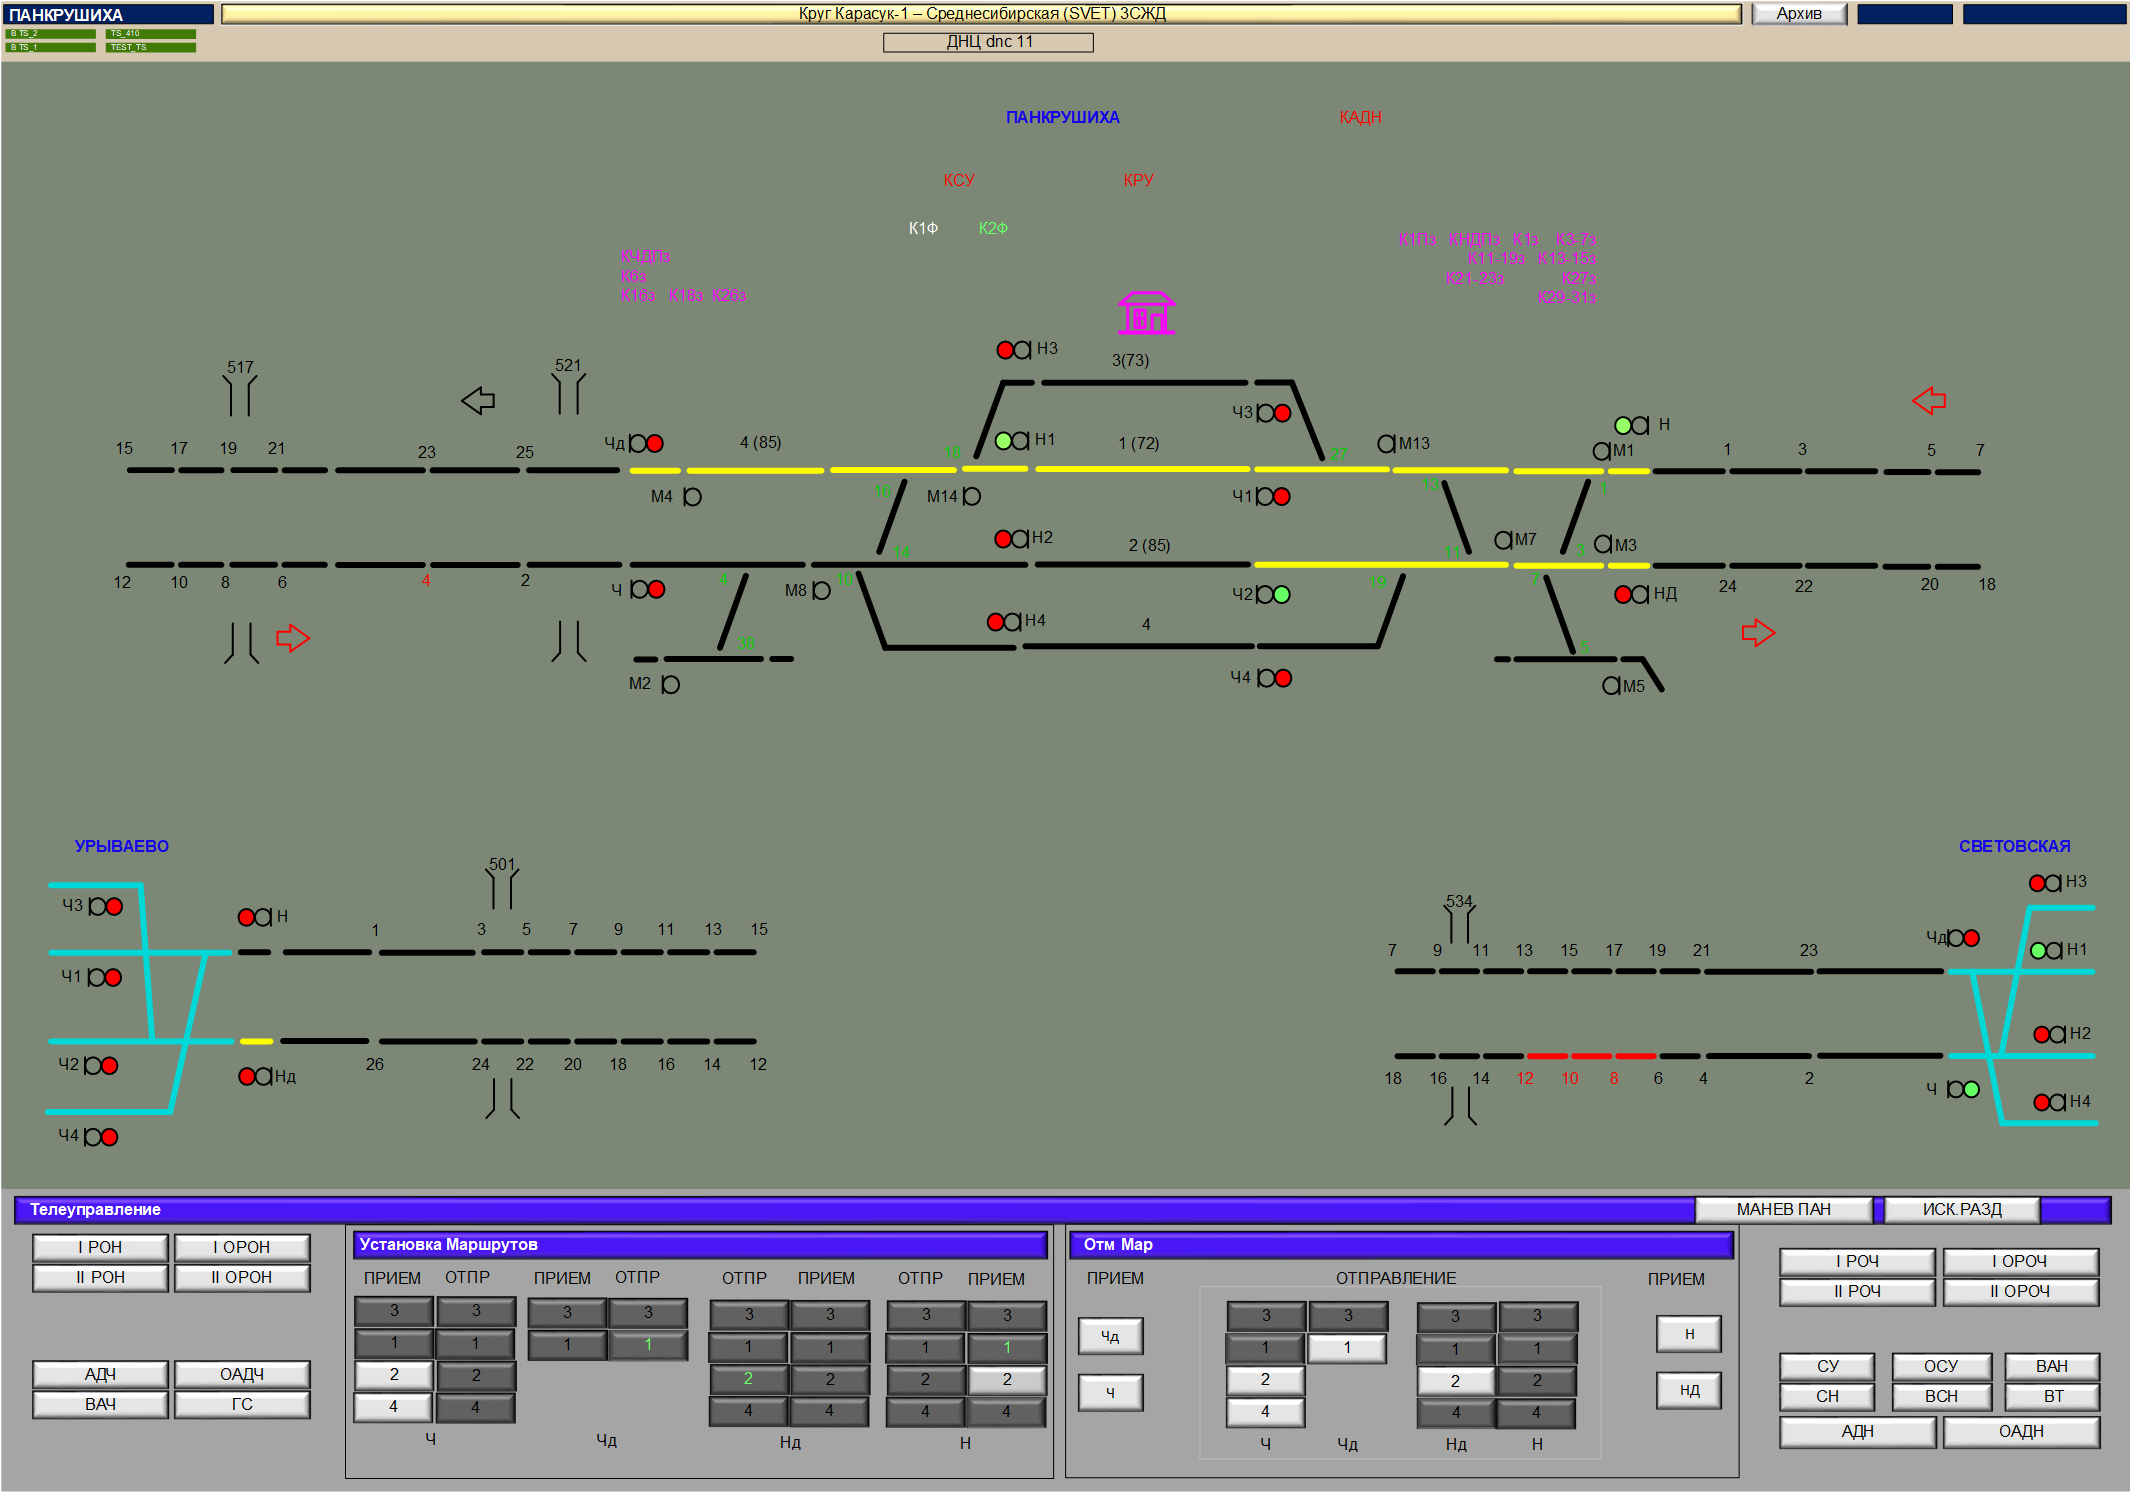 ПАНКРУШИХА
Круг Карасук-1 – Среднесибирская (SVET) ЗСЖД
Архив
В TS_2 TS_410
В TS_1 TEST_TS
ДНЦ dnc 11
ПАНКРУШИХА КАДН
КСУ КРУ
К1Ф К2Ф
КЧДПз
К6з
К16з К18з К26з
К1Пз КНДПз К1з К3-7з
К11-19з К13-15з
К21-23з К27з
К29-31з
517 521 Н3 3(73)
Ч3 Н
15 17 19 21 23 25 Чд 4 (85) 18 Н1 1 (72) 27 М13 М1 1 3 5 7
М4 16 М14 Ч1 13 1
14 Н2 2 (85) 11 М7 3 М3
12 10 8 6 4 2 Ч 4 М8 10 Ч2 19 7 НД 24 22 20 18
Н4 4
38 5
М2 Ч4 М5
УРЫВАЕВО СВЕТОВСКАЯ
501
Ч3 Н
1 3 5 7 9 11 13 15
Ч1
Ч2 26 24 22 20 18 16 14 12
Нд
Ч4
534 Н3
7 9 11 13 15 17 19 21 23 Чд Н1
Н2
18 16 14 12 10 8 6 4 2 Ч Н4
Телеуправление МАНЕВ ПАН ИСК.РАЗД
I РОН I ОРОН
II РОН II ОРОН
АДЧ ОАДЧ
ВАЧ ГС
Установка Маршрутов
ПРИЕМ ОТПР ПРИЕМ ОТПР ОТПР ПРИЕМ ОТПР ПРИЕМ
3 3 3 3 3 3 3 3
1 1 1 1 1 1 1 1
2 2 2 2 2 2
4 4 4 4 4 4
Ч Чд Нд Н
Отм Мар
ПРИЕМ ОТПРАВЛЕНИЕ ПРИЕМ
3 3 3 3
Чд 1 1 1 1 Н
2 2 2
Ч 4 4 4 НД
Ч Чд Нд Н
I РОЧ I ОРОЧ
II РОЧ II ОРОЧ
СУ ОСУ ВАН
СН ВСН ВТ
АДН ОАДН